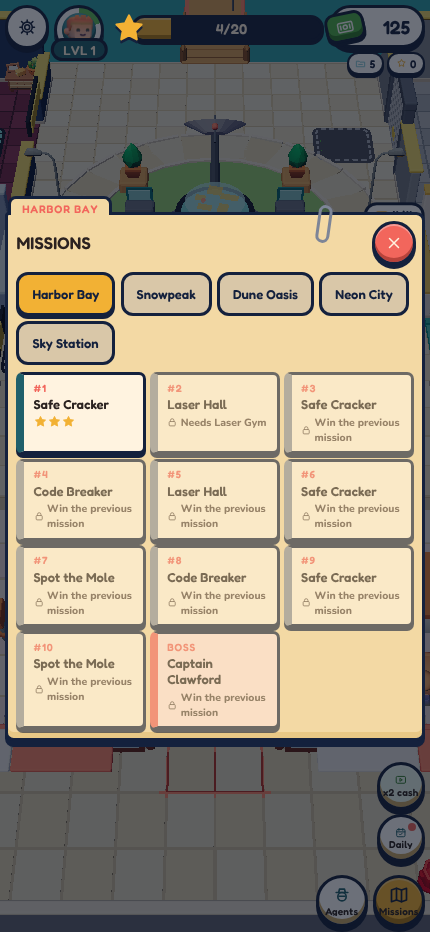 4/20
125
LVL 1
5
0
HARBOR BAY
MISSIONS
Harbor Bay
Snowpeak
Dune Oasis
Neon City
Sky Station
#1
Safe Cracker
#2
Laser Hall
Needs Laser Gym
#3
Safe Cracker
Win the previous
mission
#4
Code Breaker
Win the previous
mission
#5
Laser Hall
Win the previous
mission
#6
Safe Cracker
Win the previous
mission
#7
Spot the Mole
Win the previous
mission
#8
Code Breaker
Win the previous
mission
#9
Safe Cracker
Win the previous
mission
#10
Spot the Mole
Win the previous
mission
BOSS
Captain
Clawford
Win the previous
mission
x2 cash
Daily
Agents
Missions